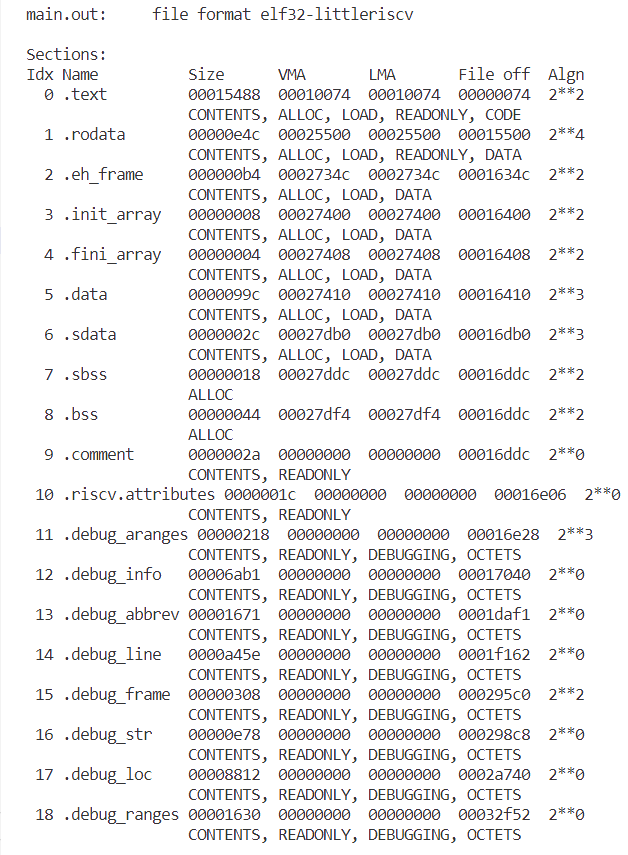 main.out:     file format elf32-littleriscv
Sections:
Idx Name          Size      VMA       LMA       File off  Algn
  0 .text         00015488  00010074  00010074  00000074  2**2
                  CONTENTS, ALLOC, LOAD, READONLY, CODE
  1 .rodata       00000e4c  00025500  00025500  00015500  2**4
                  CONTENTS, ALLOC, LOAD, READONLY, DATA
  2 .eh_frame     000000b4  0002734c  0002734c  0001634c  2**2
                  CONTENTS, ALLOC, LOAD, DATA
  3 .init_array   00000008  00027400  00027400  00016400  2**2
                  CONTENTS, ALLOC, LOAD, DATA
  4 .fini_array   00000004  00027408  00027408  00016408  2**2
                  CONTENTS, ALLOC, LOAD, DATA
  5 .data         0000099c  00027410  00027410  00016410  2**3
                  CONTENTS, ALLOC, LOAD, DATA
  6 .sdata        0000002c  00027db0  00027db0  00016db0  2**3
                  CONTENTS, ALLOC, LOAD, DATA
  7 .sbss         00000018  00027ddc  00027ddc  00016ddc  2**2
                  ALLOC
  8 .bss          00000044  00027df4  00027df4  00016ddc  2**2
                  ALLOC
  9 .comment      0000002a  00000000  00000000  00016ddc  2**0
                  CONTENTS, READONLY
 10 .riscv.attributes 0000001c  00000000  00000000  00016e06  2**0
                  CONTENTS, READONLY
 11 .debug_aranges 00000218  00000000  00000000  00016e28  2**3
                  CONTENTS, READONLY, DEBUGGING, OCTETS
 12 .debug_info   00006ab1  00000000  00000000  00017040  2**0
                  CONTENTS, READONLY, DEBUGGING, OCTETS
 13 .debug_abbrev 00001671  00000000  00000000  0001daf1  2**0
                  CONTENTS, READONLY, DEBUGGING, OCTETS
 14 .debug_line   0000a45e  00000000  00000000  0001f162  2**0
                  CONTENTS, READONLY, DEBUGGING, OCTETS
 15 .debug_frame  00000308  00000000  00000000  000295c0  2**2
                  CONTENTS, READONLY, DEBUGGING, OCTETS
 16 .debug_str    00000e78  00000000  00000000  000298c8  2**0
                  CONTENTS, READONLY, DEBUGGING, OCTETS
 17 .debug_loc    00008812  00000000  00000000  0002a740  2**0
                  CONTENTS, READONLY, DEBUGGING, OCTETS
 18 .debug_ranges 00001630  00000000  00000000  00032f52  2**0
                  CONTENTS, READONLY, DEBUGGING, OCTETS